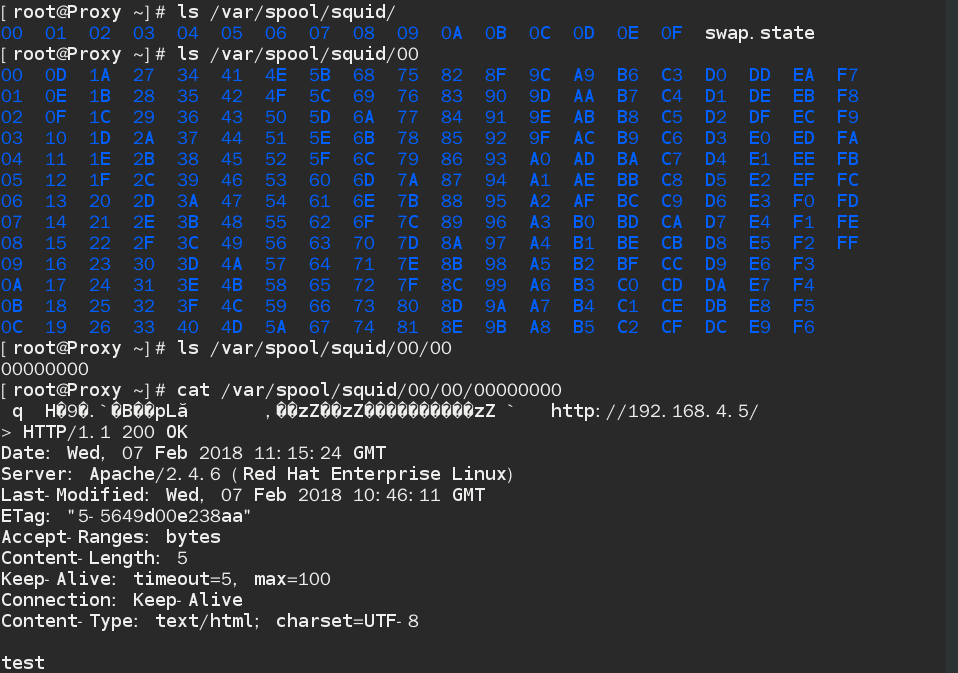 [root@Proxy ~]# ls /var/spool/squid/
00 01 02 03 04 05 06 07 08 09 0A 0B 0C 0D 0E 0F swap.state
[root@Proxy ~]# ls /var/spool/squid/00
00 0D 1A 27 34 41 4E 5B 68 75 82 8F 9C A9 B6 C3 D0 DD EA F7
01 0E 1B 28 35 42 4F 5C 69 76 83 90 9D AA B7 C4 D1 DE EB F8
02 0F 1C 29 36 43 50 5D 6A 77 84 91 9E AB B8 C5 D2 DF EC F9
03 10 1D 2A 37 44 51 5E 6B 78 85 92 9F AC B9 C6 D3 E0 ED FA
04 11 1E 2B 38 45 52 5F 6C 79 86 93 A0 AD BA C7 D4 E1 EE FB
05 12 1F 2C 39 46 53 60 6D 7A 87 94 A1 AE BB C8 D5 E2 EF FC
06 13 20 2D 3A 47 54 61 6E 7B 88 95 A2 AF BC C9 D6 E3 F0 FD
07 14 21 2E 3B 48 55 62 6F 7C 89 96 A3 B0 BD CA D7 E4 F1 FE
08 15 22 2F 3C 49 56 63 70 7D 8A 97 A4 B1 BE CB D8 E5 F2 FF
09 16 23 30 3D 4A 57 64 71 7E 8B 98 A5 B2 BF CC D9 E6 F3
0A 17 24 31 3E 4B 58 65 72 7F 8C 99 A6 B3 C0 CD DA E7 F4
0B 18 25 32 3F 4C 59 66 73 80 8D 9A A7 B4 C1 CE DB E8 F5
0C 19 26 33 40 4D 5A 67 74 81 8E 9B A8 B5 C2 CF DC E9 F6
[root@Proxy ~]# ls /var/spool/squid/00/00
00000000
[root@Proxy ~]# cat /var/spool/squid/00/00/00000000
q H�9�.`�B��pLã ,��zZ��zZ����������zZ ` http://192.168.4.5/
> HTTP/1.1 200 OK
Date: Wed, 07 Feb 2018 11:15:24 GMT
Server: Apache/2.4.6 (Red Hat Enterprise Linux)
Last-Modified: Wed, 07 Feb 2018 10:46:11 GMT
ETag: "5-5649d00e238aa"
Accept-Ranges: bytes
Content-Length: 5
Keep-Alive: timeout=5, max=100
Connection: Keep-Alive
Content-Type: text/html; charset=UTF-8
test